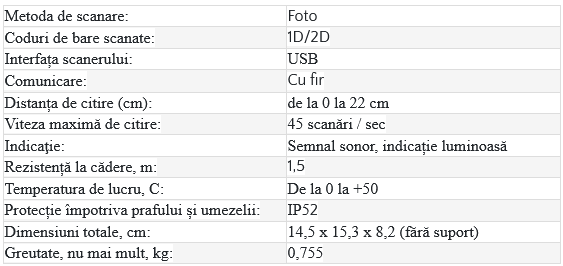 Metoda de scanare: Foto
Coduri de bare scanate: 1D/2D
Interfața scanerului: USB
Comunicare: Cu fir
Distanța de citire (cm): de la 0 la 22 cm
Viteza maximă de citire: 45 scanări / sec
Indicaţie: Semnal sonor, indicație luminoasă
Rezistență la cădere, m: 1,5
Temperatura de lucru, C: De la 0 la +50
Protecție împotriva prafului și umezelii: IP52
Dimensiuni totale, cm: 14,5 x 15,3 x 8,2 (fără suport)
Greutate, nu mai mult, kg: 0,755